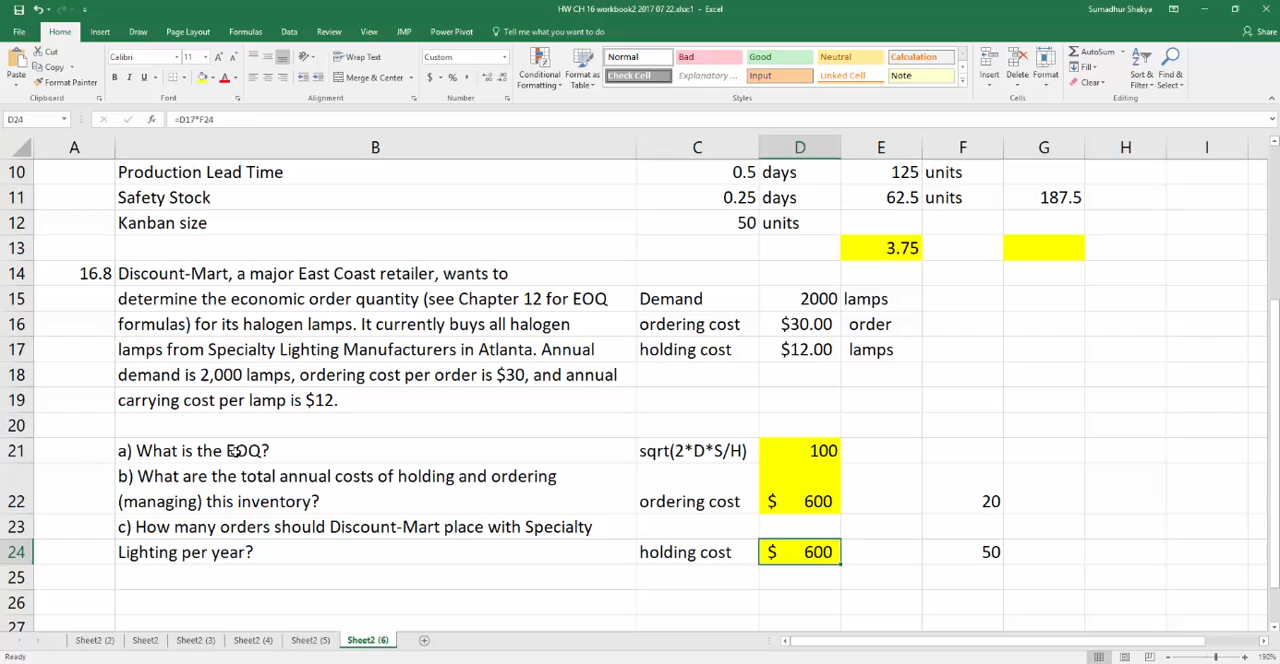 HW CH 16 workbook2 2017 07 22.xlsx1 - Excel
Sumadhur Shakya
File Home Insert Draw Page Layout Formulas Data Review View JMP Power Pivot Tell me what you want to do Share
Cut
Copy
Format Painter
Paste
Clipboard
Calibri 11
B I U
Font
Wrap Text
Merge & Center
Alignment
Custom
$ % ,
Number
Conditional Formatting
Format as Table
Normal Bad Good Neutral Calculation
Check Cell Explanatory ... Input Linked Cell Note
Styles
Insert Delete Format
Cells
AutoSum
Fill
Clear
Sort & Filter
Find & Select
Editing
D24 fx =D17*F24
A B C D E F G H I
10 Production Lead Time 0.5 days 125 units
11 Safety Stock 0.25 days 62.5 units 187.5
12 Kanban size 50 units
13 3.75
14 16.8 Discount-Mart, a major East Coast retailer, wants to
15 determine the economic order quantity (see Chapter 12 for EOQ Demand 2000 lamps
16 formulas) for its halogen lamps. It currently buys all halogen ordering cost $30.00 order
17 lamps from Specialty Lighting Manufacturers in Atlanta. Annual holding cost $12.00 lamps
18 demand is 2,000 lamps, ordering cost per order is $30, and annual
19 carrying cost per lamp is $12.
20
21 a) What is the EOQ? sqrt(2*D*S/H) 100
b) What are the total annual costs of holding and ordering
22 (managing) this inventory? ordering cost $ 600 20
23 c) How many orders should Discount-Mart place with Specialty
24 Lighting per year? holding cost $ 600 50
25
26
27
Sheet2 (2) Sheet2 Sheet2 (3) Sheet2 (4) Sheet2 (5) Sheet2 (6)
Ready 190%